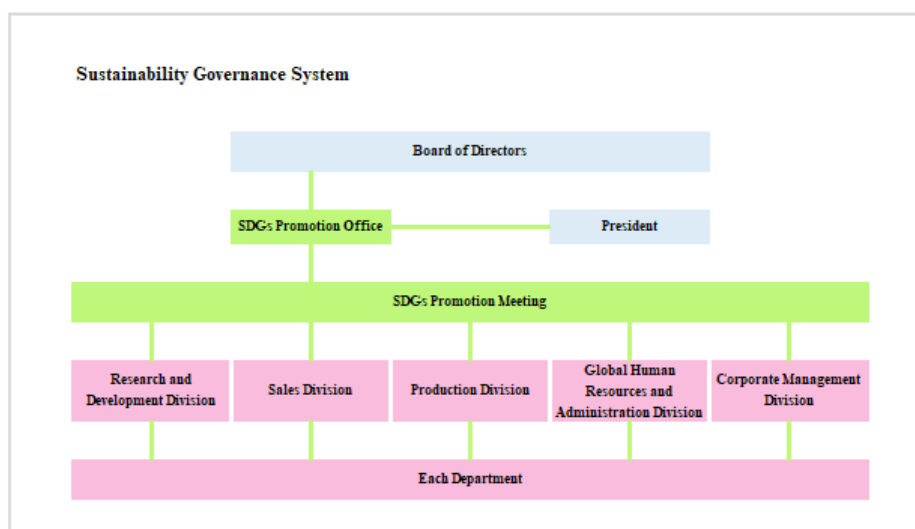 Sustainability Governance System
Board of Directors
SDGs Promotion Office
President
SDGs Promotion Meeting
Research and
Development Division
Sales Division
Production Division
Global Human
Resources and
Administration Division
Corporate Management
Division
Each Department